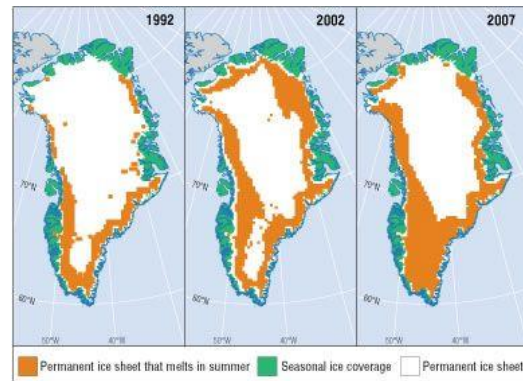 1992 2002 2007
70°N 70°N 70°N
60°N 60°N 60°N
50°W 40°W 50°W 40°W 50°W 40°W
Permanent ice sheet that melts in summer Seasonal ice coverage Permanent ice sheet